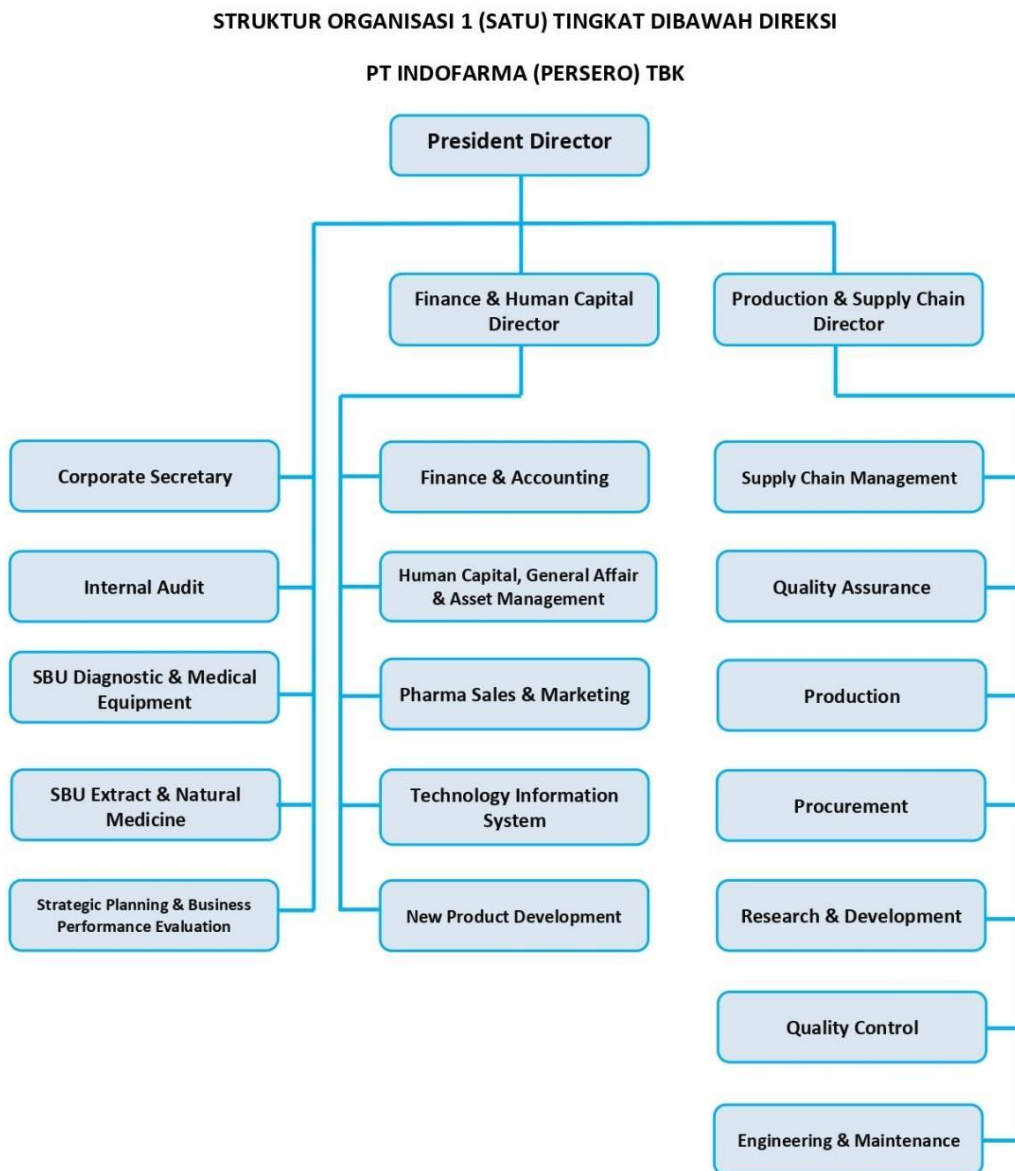 STRUKTUR ORGANISASI 1 (SATU) TINGKAT DIBAWAH DIREKSI
PT INDOFARMA (PERSERO) TBK
President Director
Finance & Human Capital
Director
Production & Supply Chain
Director
Corporate Secretary
Internal Audit
SBU Diagnostic & Medical
Equipment
SBU Extract & Natural
Medicine
Strategic Planning & Business
Performance Evaluation
Finance & Accounting
Human Capital, General Affair
& Asset Management
Pharma Sales & Marketing
Technology Information
System
New Product Development
Supply Chain Management
Quality Assurance
Production
Procurement
Research & Development
Quality Control
Engineering & Maintenance